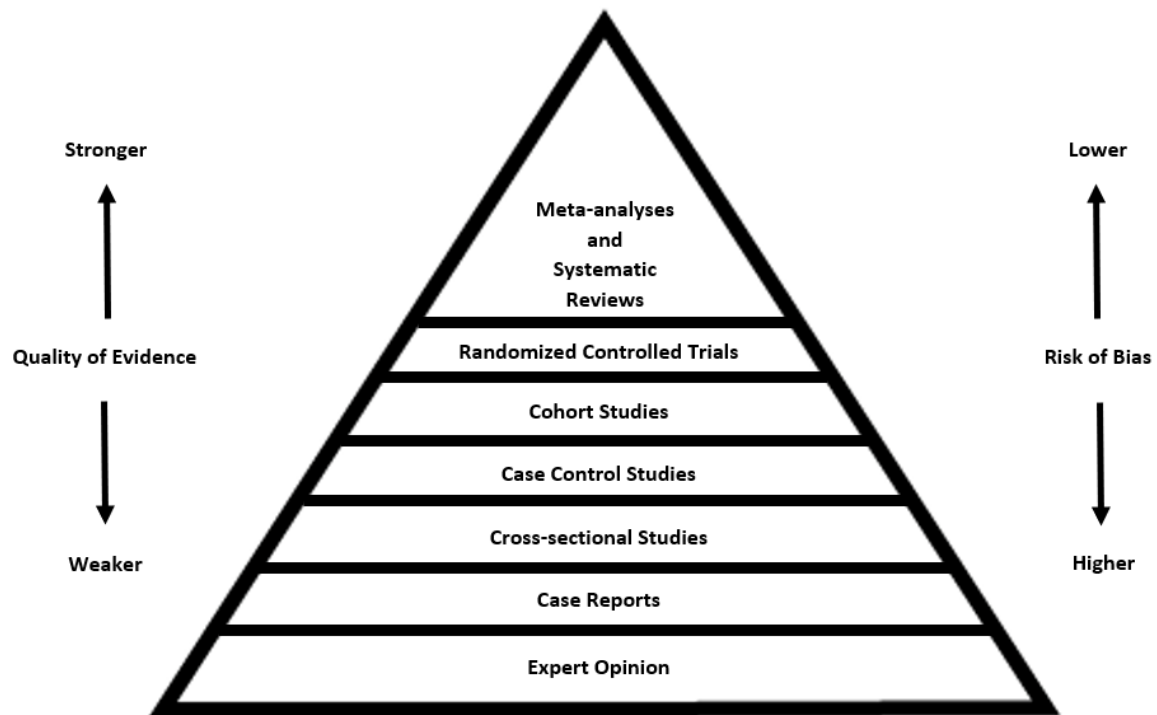 Stronger
Lower
Meta-analyses
and
Systematic
Reviews
Randomized Controlled Trials
Quality of Evidence
Risk of Bias
Cohort Studies
Case Control Studies
Cross-sectional Studies
Weaker
Higher
Case Reports
Expert Opinion